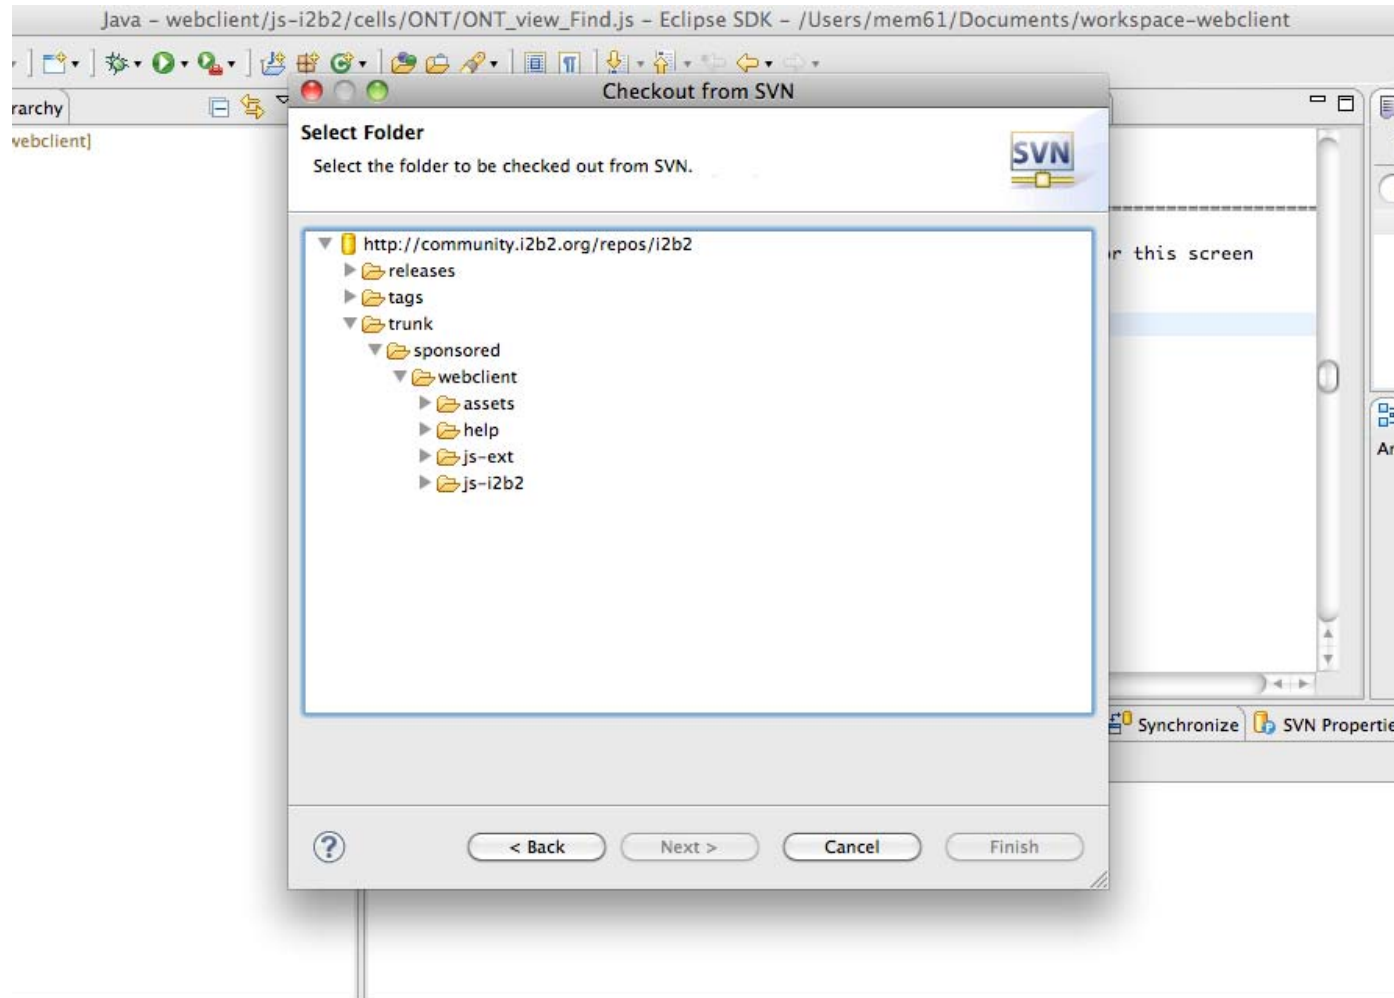 Java – webclient/js-i2b2/cells/ONT/ONT_view_Find.js – Eclipse SDK – /Users/mem61/Documents/workspace-webclient
rarchy
webclient]
Checkout from SVN
Select Folder
Select the folder to be checked out from SVN.
SVN
http://community.i2b2.org/repos/i2b2
releases
tags
trunk
sponsored
webclient
assets
help
js-ext
js-i2b2
r this screen
Ar
Synchronize
SVN Propertie
< Back
Next >
Cancel
Finish